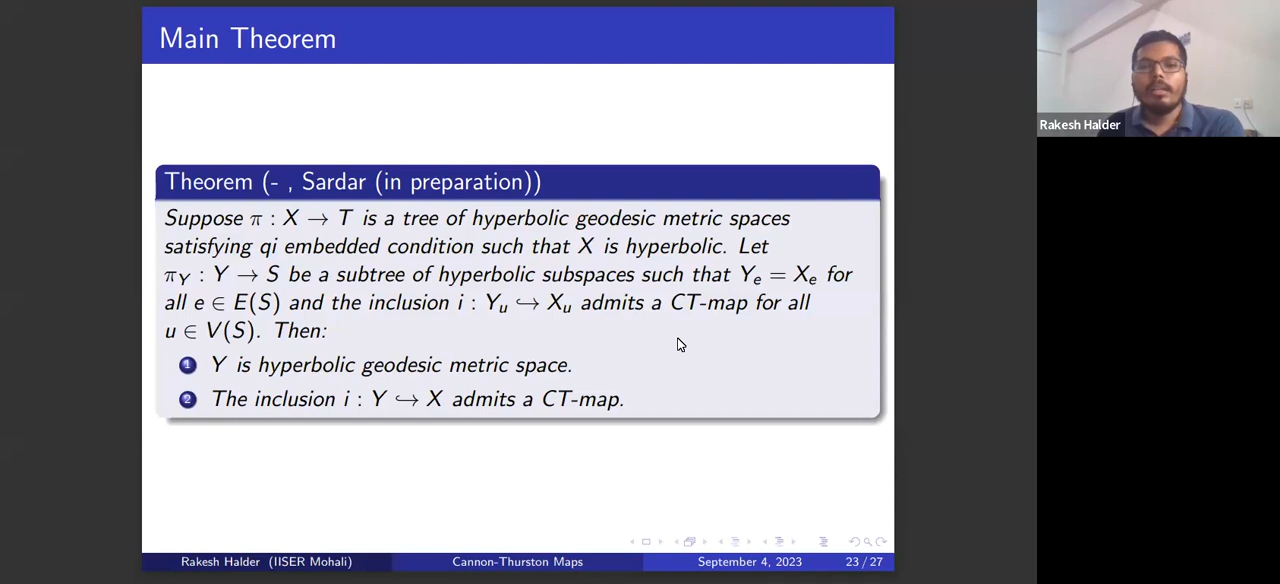 Main Theorem
Rakesh Halder
Theorem (- , Sardar (in preparation))
Suppose π : X → T is a tree of hyperbolic geodesic metric spaces
satisfying qi embedded condition such that X is hyperbolic. Let
π_Y : Y → S be a subtree of hyperbolic subspaces such that Y_e = X_e for
all e ∈ E(S) and the inclusion i : Y_u ↪ X_u admits a CT-map for all
u ∈ V(S). Then:
1 Y is hyperbolic geodesic metric space.
2 The inclusion i : Y ↪ X admits a CT-map.
Rakesh Halder (IISER Mohali) Cannon-Thurston Maps September 4, 2023 23 / 27